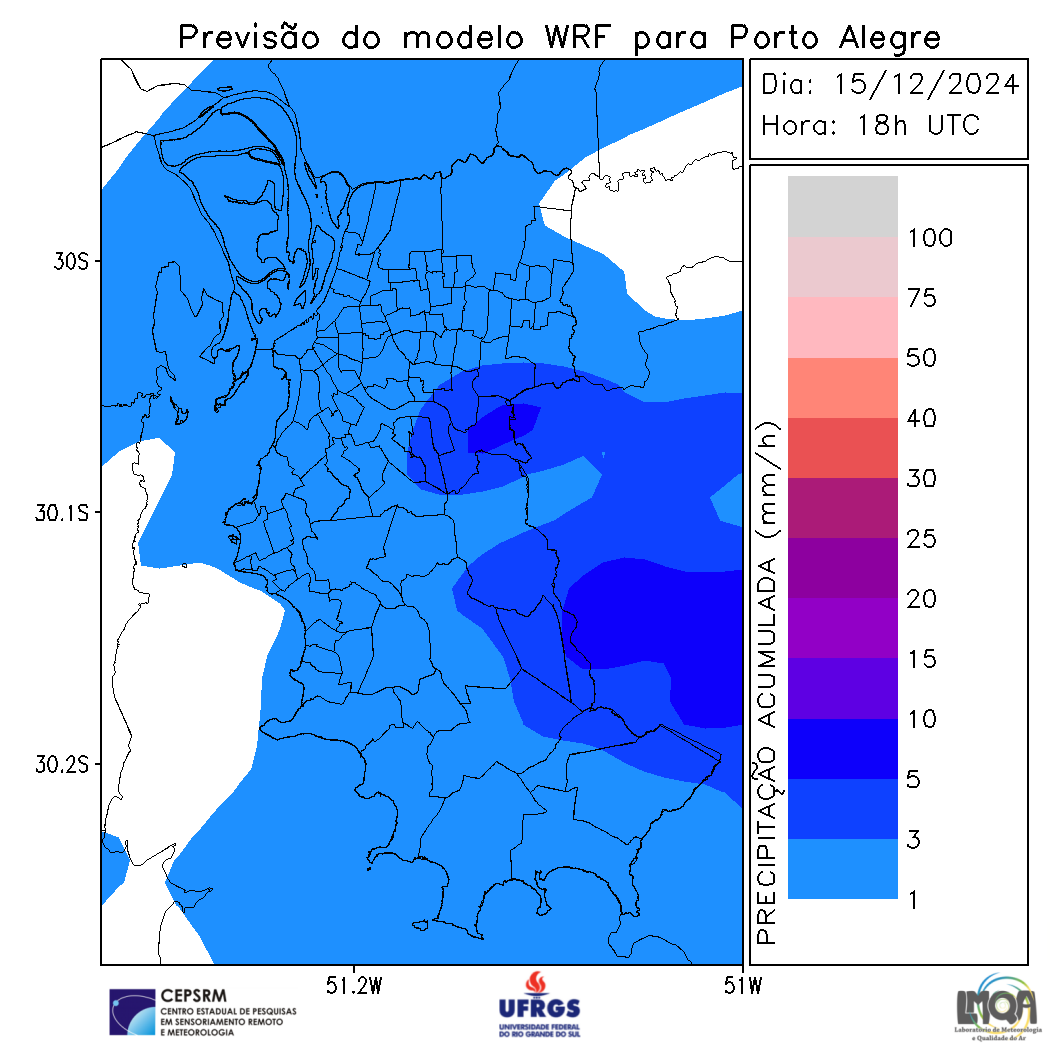 Previsão do modelo WRF para Porto Alegre
Dia: 15/12/2024
Hora: 18h UTC
30S
30.1S
30.2S
51.2W
51W
PRECIPITAÇÃO ACUMULADA (mm/h)
100
75
50
40
30
25
20
15
10
5
3
1
CEPSRM
CENTRO ESTADUAL DE PESQUISAS
EM SENSORIAMENTO REMOTO
E METEOROLOGIA
UFRGS
UNIVERSIDADE FEDERAL
DO RIO GRANDE DO SUL
LMQA
Laboratório de Meteorologia
e Qualidade do Ar